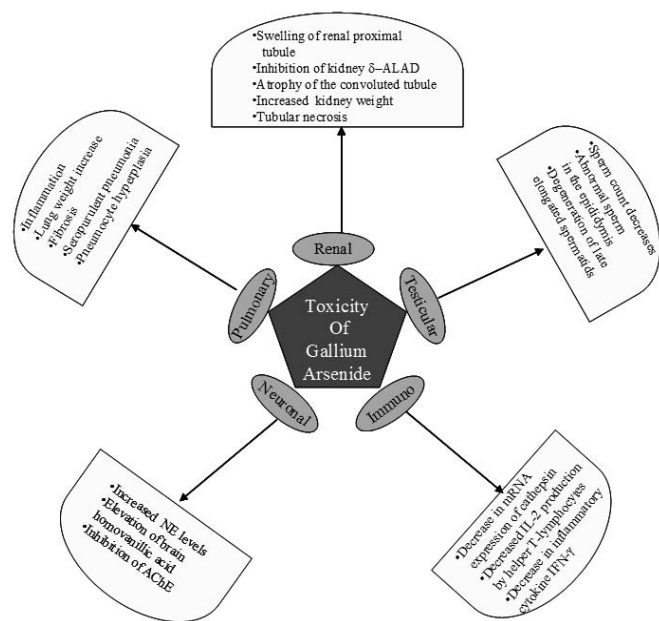 •Swelling of renal proximal
tubule
•Inhibition of kidney δ–ALAD
•Atrophy of the convoluted tubule
•Increased kidney weight
•Tubular necrosis
•Inflammation
•Lung weight increase
•Fibrosis
•Seropurulent pneumonia
•Pneumocyte hyperplasia
•Sperm count decreases
•Abnormal sperm
in the epididymis
•Degeneration of late
elongated spermatids
Renal
Pulmonary
Testicular
Toxicity
Of
Gallium
Arsenide
Neuronal
Immuno
•Increased NE levels
•Elevation of brain
homovanillic acid
•Inhibition of AChE
•Decrease in mRNA
expression of cathepsin
•Decreased IL-2 production
by helper T-lymphocytes
•Decrease in inflammatory
cytokine IFN-γ